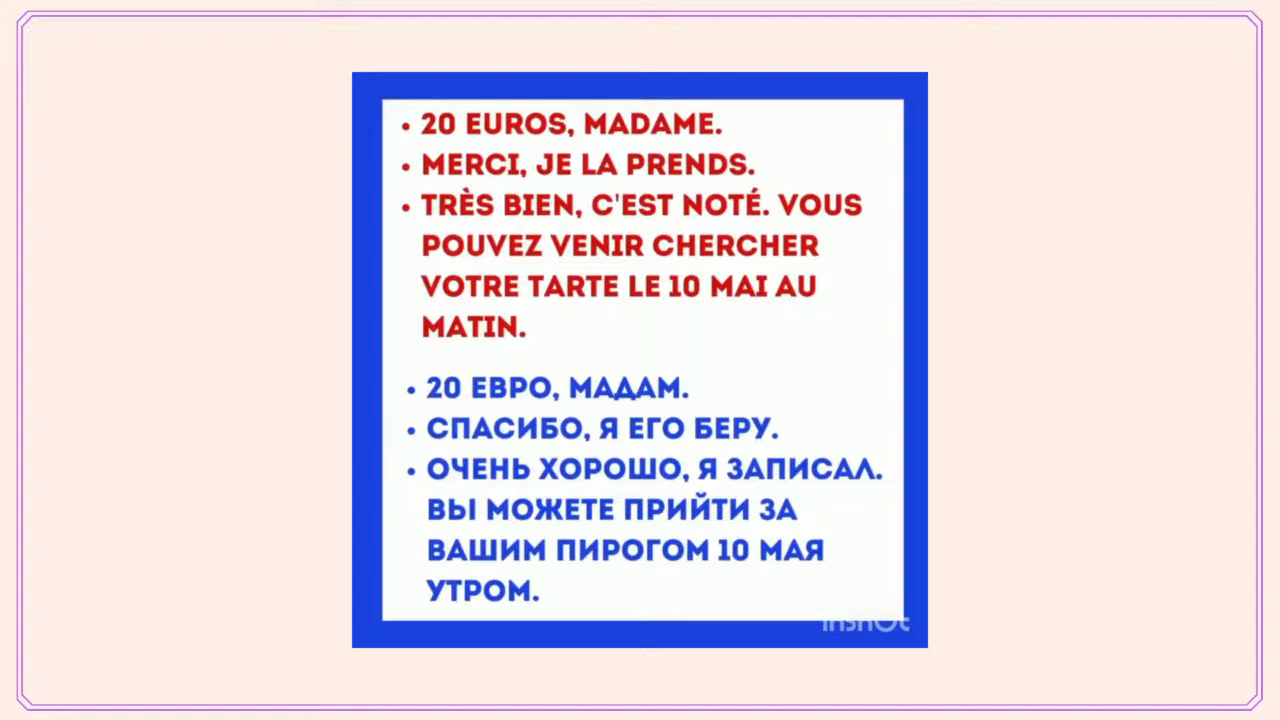 • 20 EUROS, MADAME.
• MERCI, JE LA PRENDS.
• TRÈS BIEN, C'EST NOTÉ. VOUS
POUVEZ VENIR CHERCHER
VOTRE TARTE LE 10 MAI AU
MATIN.
• 20 ЕВРО, МАДАМ.
• СПАСИБО, Я ЕГО БЕРУ.
• ОЧЕНЬ ХОРОШО, Я ЗАПИСАЛ.
ВЫ МОЖЕТЕ ПРИЙТИ ЗА
ВАШИМ ПИРОГОМ 10 МАЯ
УТРОМ.
InShOt